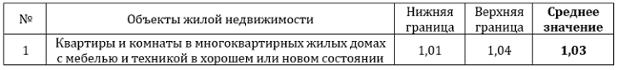 № Объекты жилой недвижимости Нижняя граница Верхняя граница Среднее значение
1 Квартиры и комнаты в многоквартирных жилых домах с мебелью и техникой в хорошем или новом состоянии 1,01 1,04 1,03